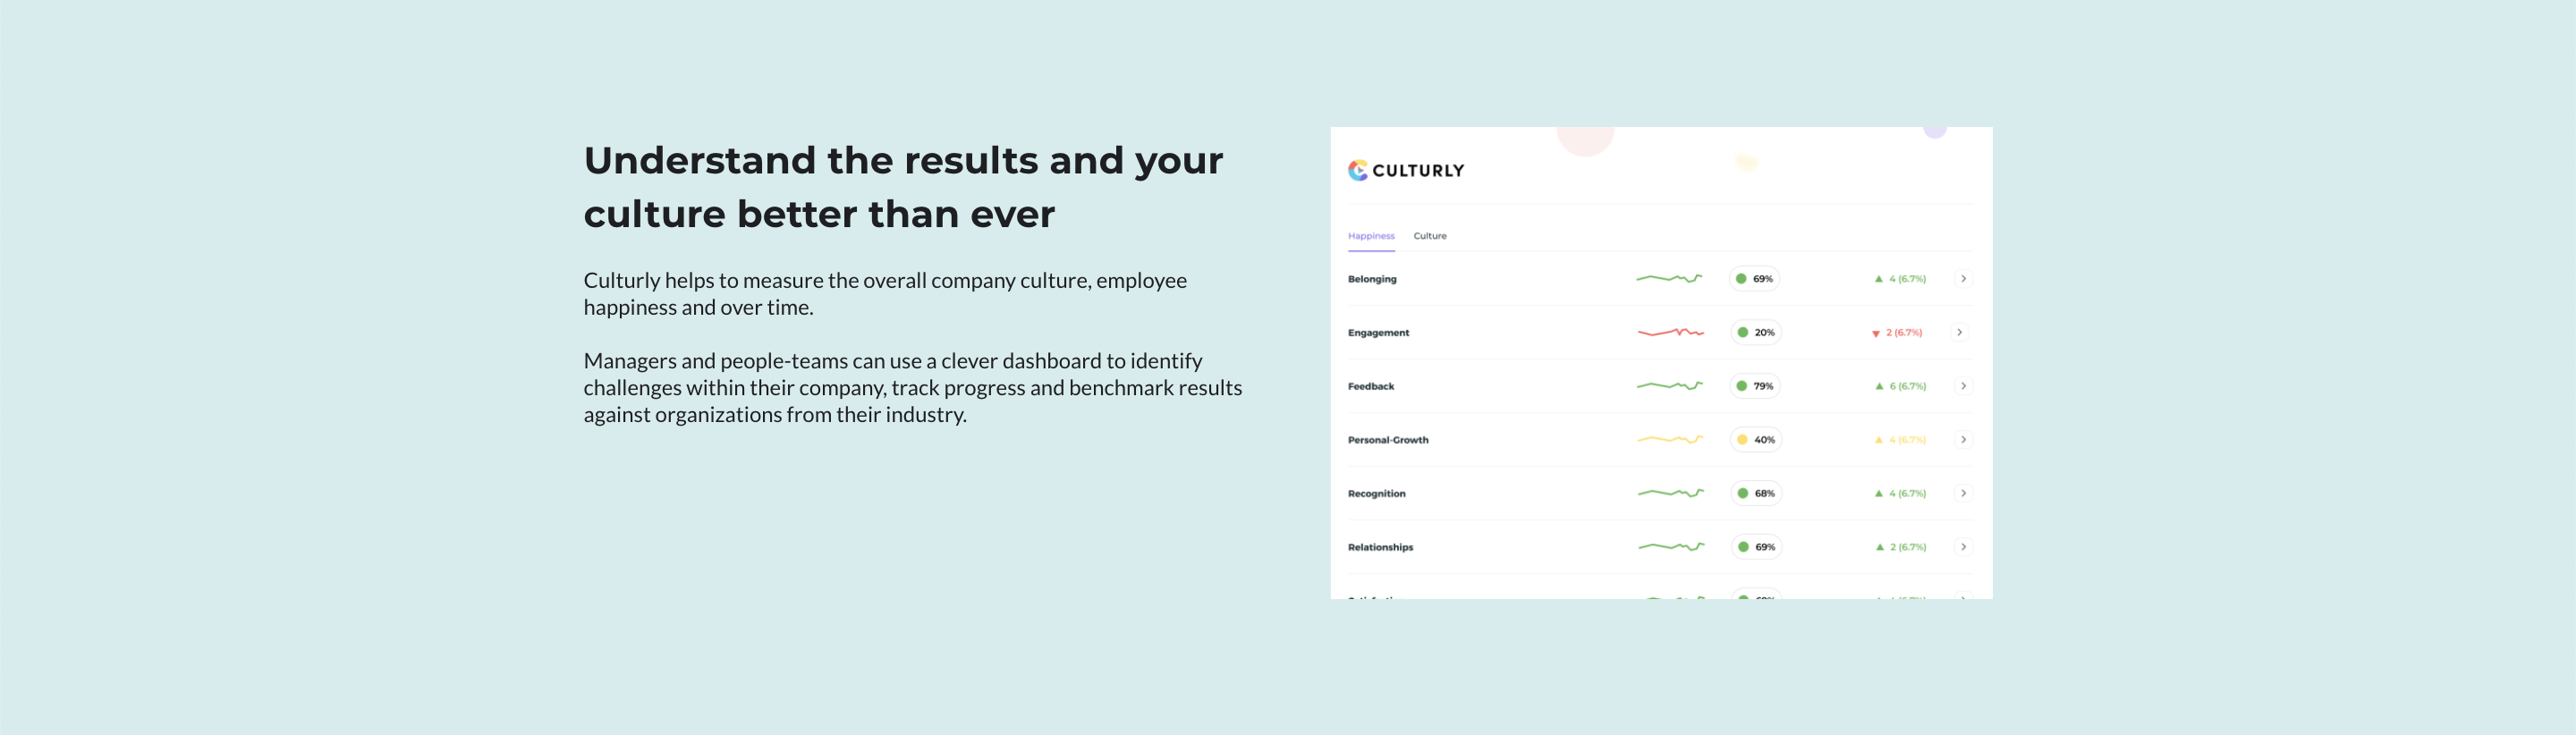 Understand the results and your
culture better than ever
Culturly helps to measure the overall company culture, employee
happiness and over time.
Managers and people-teams can use a clever dashboard to identify
challenges within their company, track progress and benchmark results
against organizations from their industry.
CULTURLY
Happiness Culture
Belonging 69% 4 (6.7%)
Engagement 20% 2 (6.7%)
Feedback 79% 6 (6.7%)
Personal-Growth 40% 4 (6.7%)
Recognition 68% 4 (6.7%)
Relationships 69% 2 (6.7%)